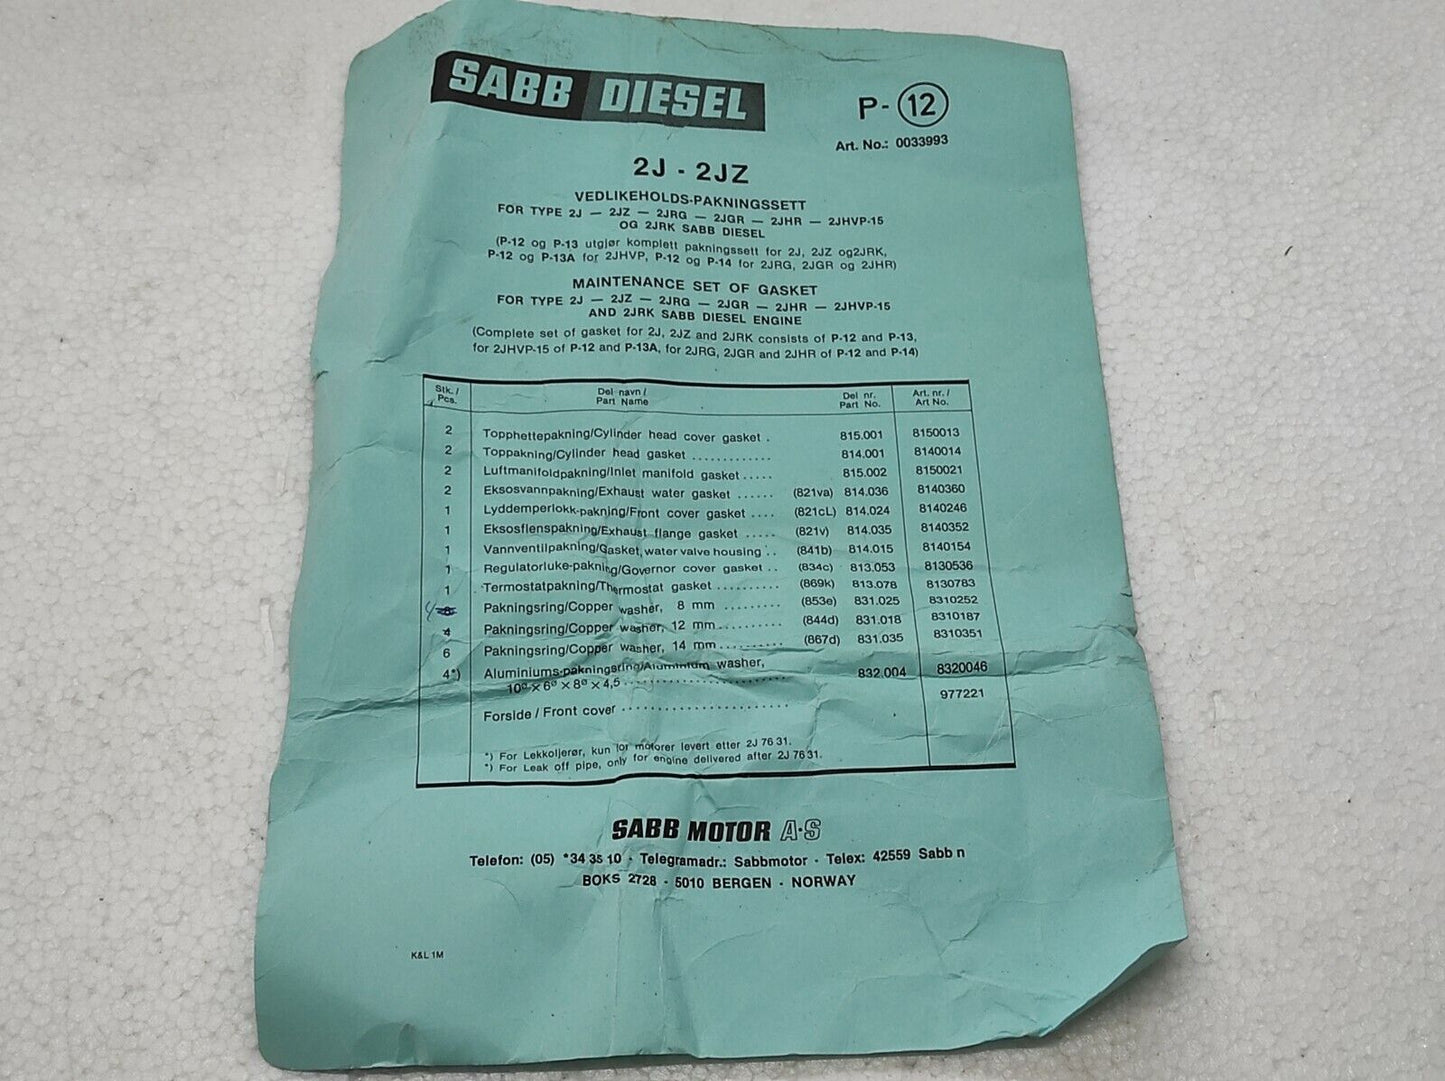 SABB DIESEL
P- 12
Art. No.: 0033993
2J - 2JZ
VEDLIKEHOLDS-PAKNINGSSETT
FOR TYPE 2J — 2JZ — 2JRG — 2JGR — 2JHR — 2JHVP-15
OG 2JRK SABB DIESEL
(P-12 og P-13 utgjør komplett pakningssett for 2J, 2JZ og2JRK,
P-12 og P-13A for 2JHVP, P-12 og P-14 for 2JRG, 2JGR og 2JHR)
MAINTENANCE SET OF GASKET
FOR TYPE 2J — 2JZ — 2JRG — 2JGR — 2JHR — 2JHVP-15
AND 2JRK SABB DIESEL ENGINE
(Complete set of gasket for 2J, 2JZ and 2JRK consists of P-12 and P-13,
for 2JHVP-15 of P-12 and P-13A, for 2JRG, 2JGR and 2JHR of P-12 and P-14)
Stk. / Del navn / Del nr. Art. nr. /
Pcs. Part Name Part No. Art No.
2 Topphettepakning/Cylinder head cover gasket . 815.001 8150013
2 Toppakning/Cylinder head gasket ............. 814.001 8140014
2 Luftmanifoldpakning/Inlet manifold gasket ..... 815.002 8150021
2 Eksosvannpakning/Exhaust water gasket ...... (821va) 814.036 8140360
1 Lyddemperlokk-pakning/Front cover gasket .... (821cL) 814.024 8140246
1 Eksosflenspakning/Exhaust flange gasket ..... (821v) 814.035 8140352
1 Vannventilpakning/Gasket, water valve housing .. (841b) 814.015 8140154
1 Regulatorluke-pakning/Governor cover gasket .. (834c) 813.053 8130536
1 Termostatpakning/Thermostat gasket .......... (869k) 813.078 8130783
4 8 Pakningsring/Copper washer, 8 mm ......... (853e) 831.025 8310252
4 Pakningsring/Copper washer, 12 mm .......... (844d) 831.018 8310187
6 Pakningsring/Copper washer, 14 mm .......... (867d) 831.035 8310351
4*) Aluminiums-pakningsring/Aluminium washer,
10ø × 6ø × 8ø × 4,5 ........................ 832.004 8320046
Forside / Front cover ........................ 977221
*) For Lekkoljerør, kun for motorer levert etter 2J 76 31.
*) For Leak off pipe, only for engine delivered after 2J 76 31.
SABB MOTOR A·S
Telefon: (05) *34 35 10 - Telegramadr.: Sabbmotor - Telex: 42559 Sabb n
BOKS 2728 - 5010 BERGEN - NORWAY
K&L 1M